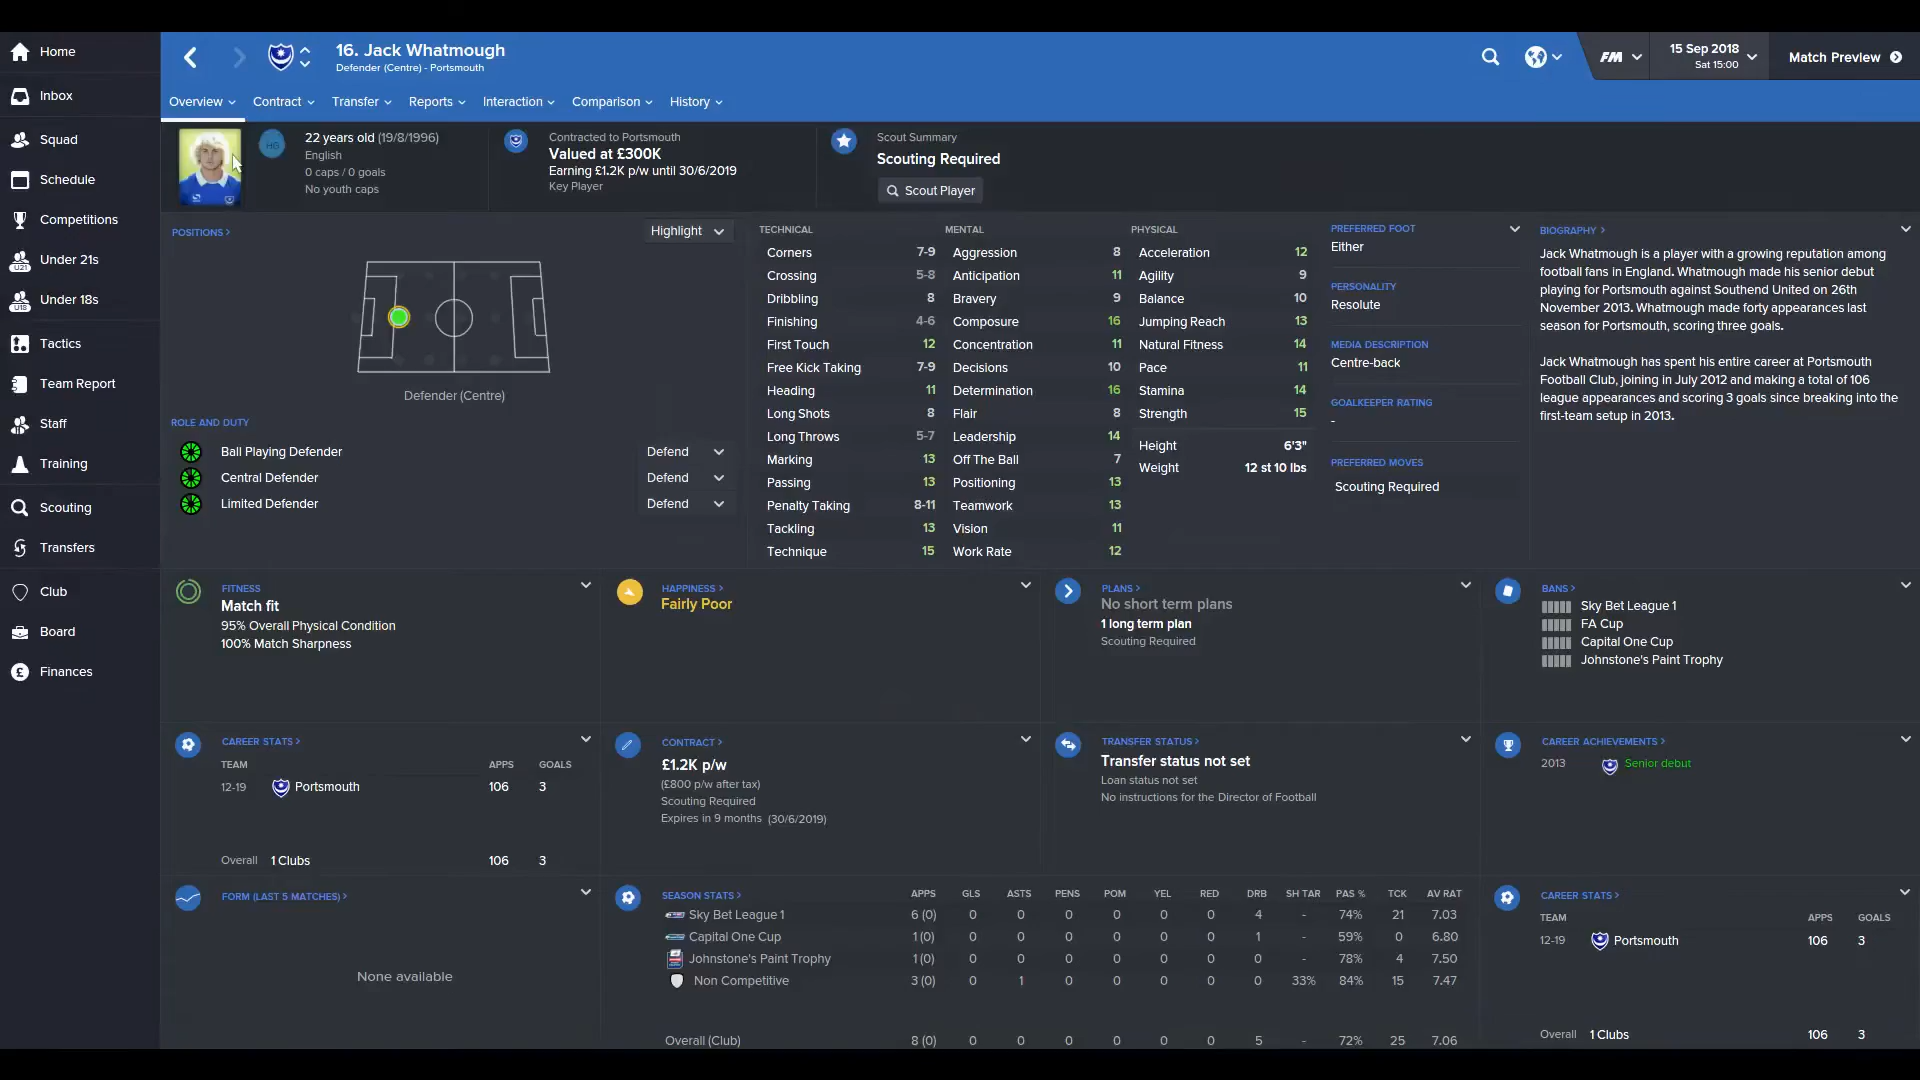 Home
Inbox
Squad
Schedule
Competitions
Under 21s
U21
Under 18s
U18
Tactics
Team Report
Staff
Training
Scouting
Transfers
Club
Board
£ Finances
16. Jack Whatmough
Defender (Centre) - Portsmouth
FM
15 Sep 2018
Sat 15:00
Match Preview
Overview Contract Transfer Reports Interaction Comparison History
HG
22 years old (19/8/1996)
English
0 caps / 0 goals
No youth caps
Contracted to Portsmouth
Valued at £300K
Earning £1.2K p/w until 30/6/2019
Key Player
Scout Summary
Scouting Required
Scout Player
POSITIONS >
Highlight
Defender (Centre)
ROLE AND DUTY
Ball Playing Defender Defend
Central Defender Defend
Limited Defender Defend
TECHNICAL
Corners 7-9
Crossing 5-8
Dribbling 8
Finishing 4-6
First Touch 12
Free Kick Taking 7-9
Heading 11
Long Shots 8
Long Throws 5-7
Marking 13
Passing 13
Penalty Taking 8-11
Tackling 13
Technique 15
MENTAL
Aggression 8
Anticipation 11
Bravery 9
Composure 16
Concentration 11
Decisions 10
Determination 16
Flair 8
Leadership 14
Off The Ball 7
Positioning 13
Teamwork 13
Vision 11
Work Rate 12
PHYSICAL
Acceleration 12
Agility 9
Balance 10
Jumping Reach 13
Natural Fitness 14
Pace 11
Stamina 14
Strength 15
Height 6'3"
Weight 12 st 10 lbs
PREFERRED FOOT
Either
PERSONALITY
Resolute
MEDIA DESCRIPTION
Centre-back
GOALKEEPER RATING
-
PREFERRED MOVES
Scouting Required
BIOGRAPHY >
Jack Whatmough is a player with a growing reputation among
football fans in England. Whatmough made his senior debut
playing for Portsmouth against Southend United on 26th
November 2013. Whatmough made forty appearances last
season for Portsmouth, scoring three goals.
Jack Whatmough has spent his entire career at Portsmouth
Football Club, joining in July 2012 and making a total of 106
league appearances and scoring 3 goals since breaking into the
first-team setup in 2013.
FITNESS
Match fit
95% Overall Physical Condition
100% Match Sharpness
HAPPINESS >
Fairly Poor
PLANS >
No short term plans
1 long term plan
Scouting Required
BANS >
Sky Bet League 1
FA Cup
Capital One Cup
Johnstone's Paint Trophy
CAREER STATS >
TEAM APPS GOALS
12-19 Portsmouth 106 3
Overall 1 Clubs 106 3
CONTRACT >
£1.2K p/w
(£800 p/w after tax)
Scouting Required
Expires in 9 months (30/6/2019)
TRANSFER STATUS >
Transfer status not set
Loan status not set
No instructions for the Director of Football
CAREER ACHIEVEMENTS >
2013 Senior debut
FORM (LAST 5 MATCHES) >
None available
SEASON STATS > APPS GLS ASTS PENS POM YEL RED DRB SH TAR PAS % TCK AV RAT
Sky Bet League 1 6 (0) 0 0 0 0 0 0 4 - 74% 21 7.03
Capital One Cup 1 (0) 0 0 0 0 0 0 1 - 59% 0 6.80
Johnstone's Paint Trophy 1 (0) 0 0 0 0 0 0 0 - 78% 4 7.50
Non Competitive 3 (0) 0 1 0 0 0 0 0 33% 84% 15 7.47
Overall (Club) 8 (0) 0 0 0 0 0 0 5 - 72% 25 7.06
CAREER STATS >
TEAM APPS GOALS
12-19 Portsmouth 106 3
Overall 1 Clubs 106 3